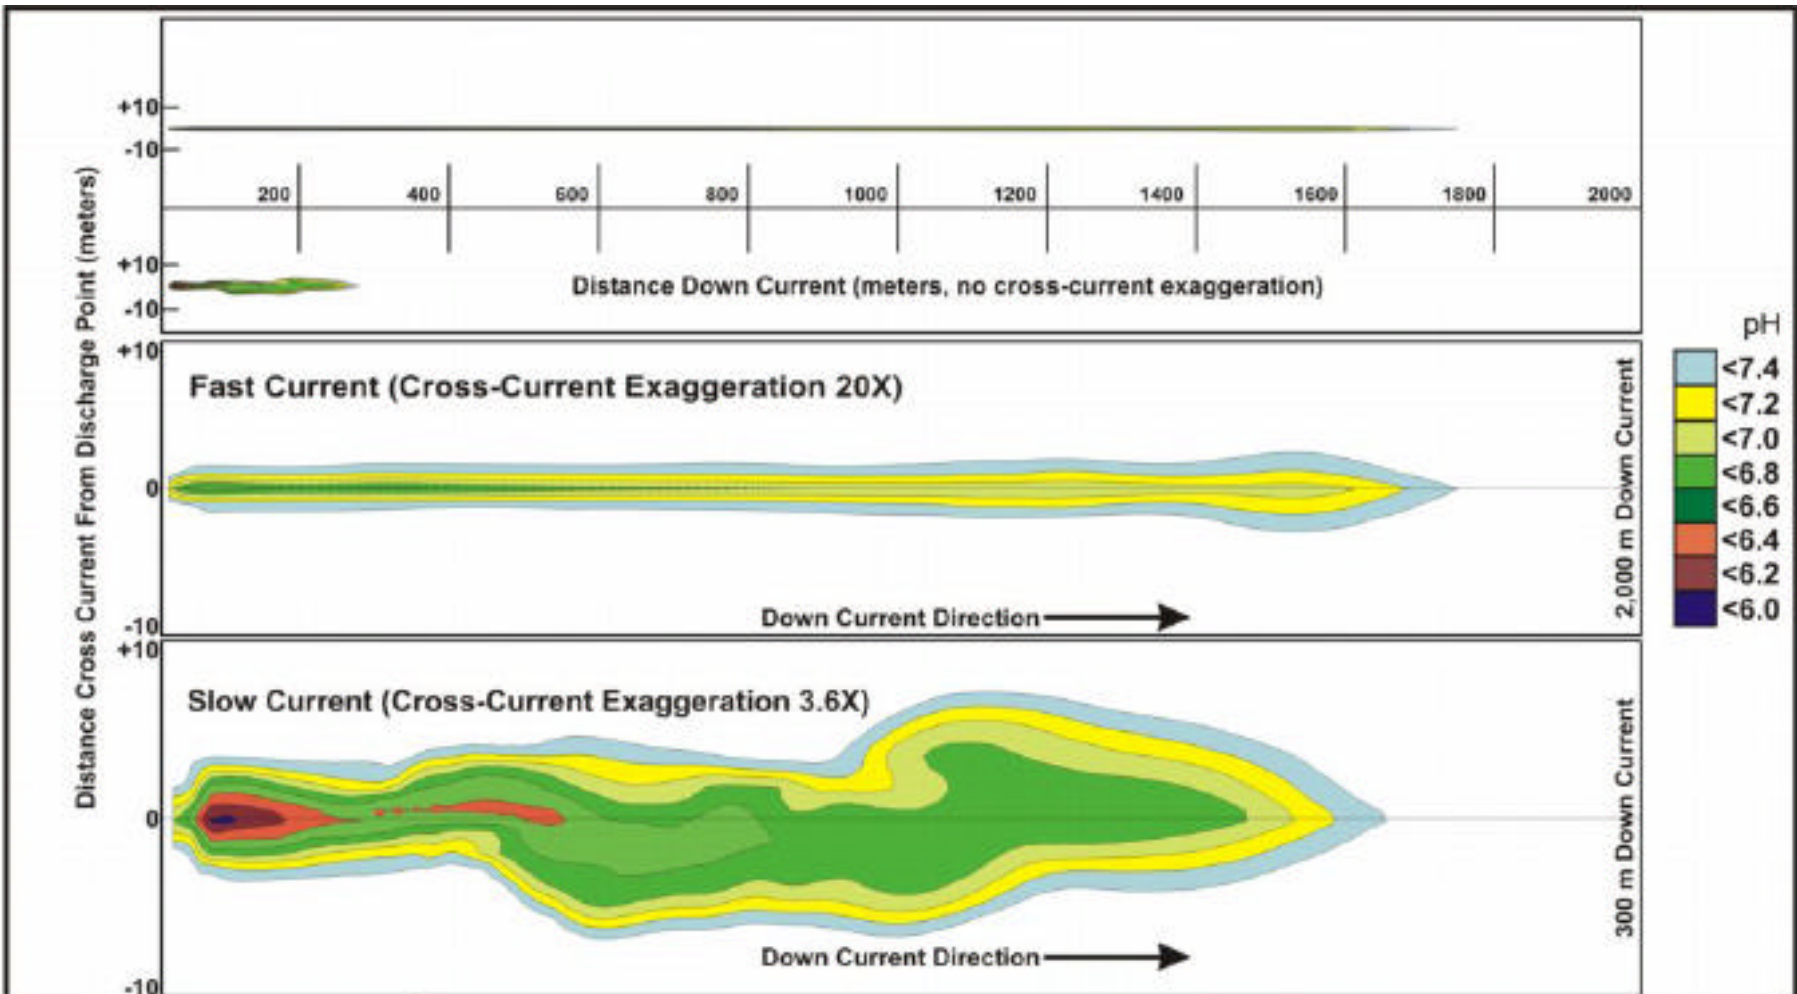 Distance Cross Current From Discharge Point (meters)
+10
-10
200 400 600 800 1000 1200 1400 1600 1800 2000
+10
-10
Distance Down Current (meters, no cross-current exaggeration)
+10
0
-10
Fast Current (Cross-Current Exaggeration 20X)
Down Current Direction
2,000 m Down Current
+10
0
-10
Slow Current (Cross-Current Exaggeration 3.6X)
Down Current Direction
300 m Down Current
pH
<7.4
<7.2
<7.0
<6.8
<6.6
<6.4
<6.2
<6.0